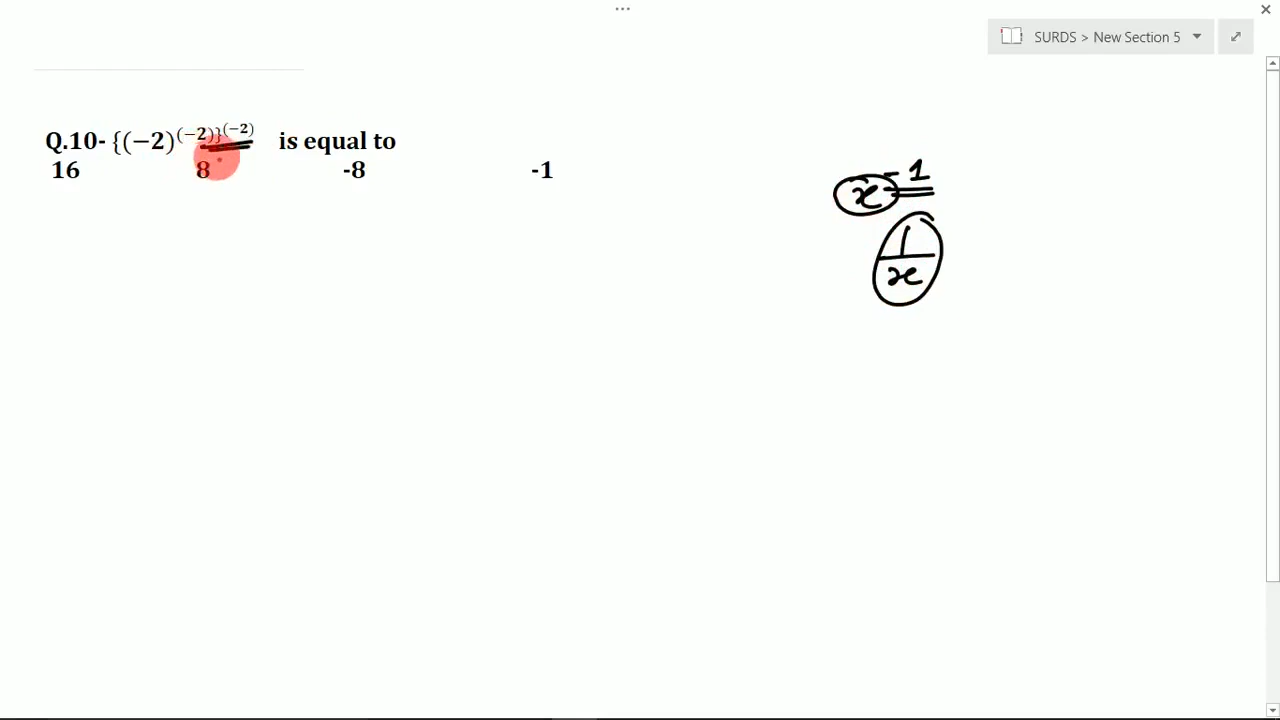 SURDS > New Section 5
Q.10- {(−2)^(−2)}^(−2) is equal to
16 8 -8 -1
x^-1
1/x